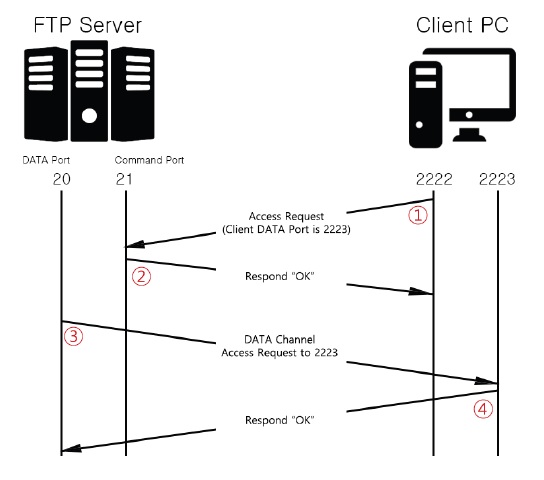 FTP Server Client PC
DATA Port Command Port
20 21 2222 2223
①
Access Request
(Client DATA Port is 2223)
②
Respond "OK"
③
DATA Channel
Access Request to 2223
④
Respond "OK"